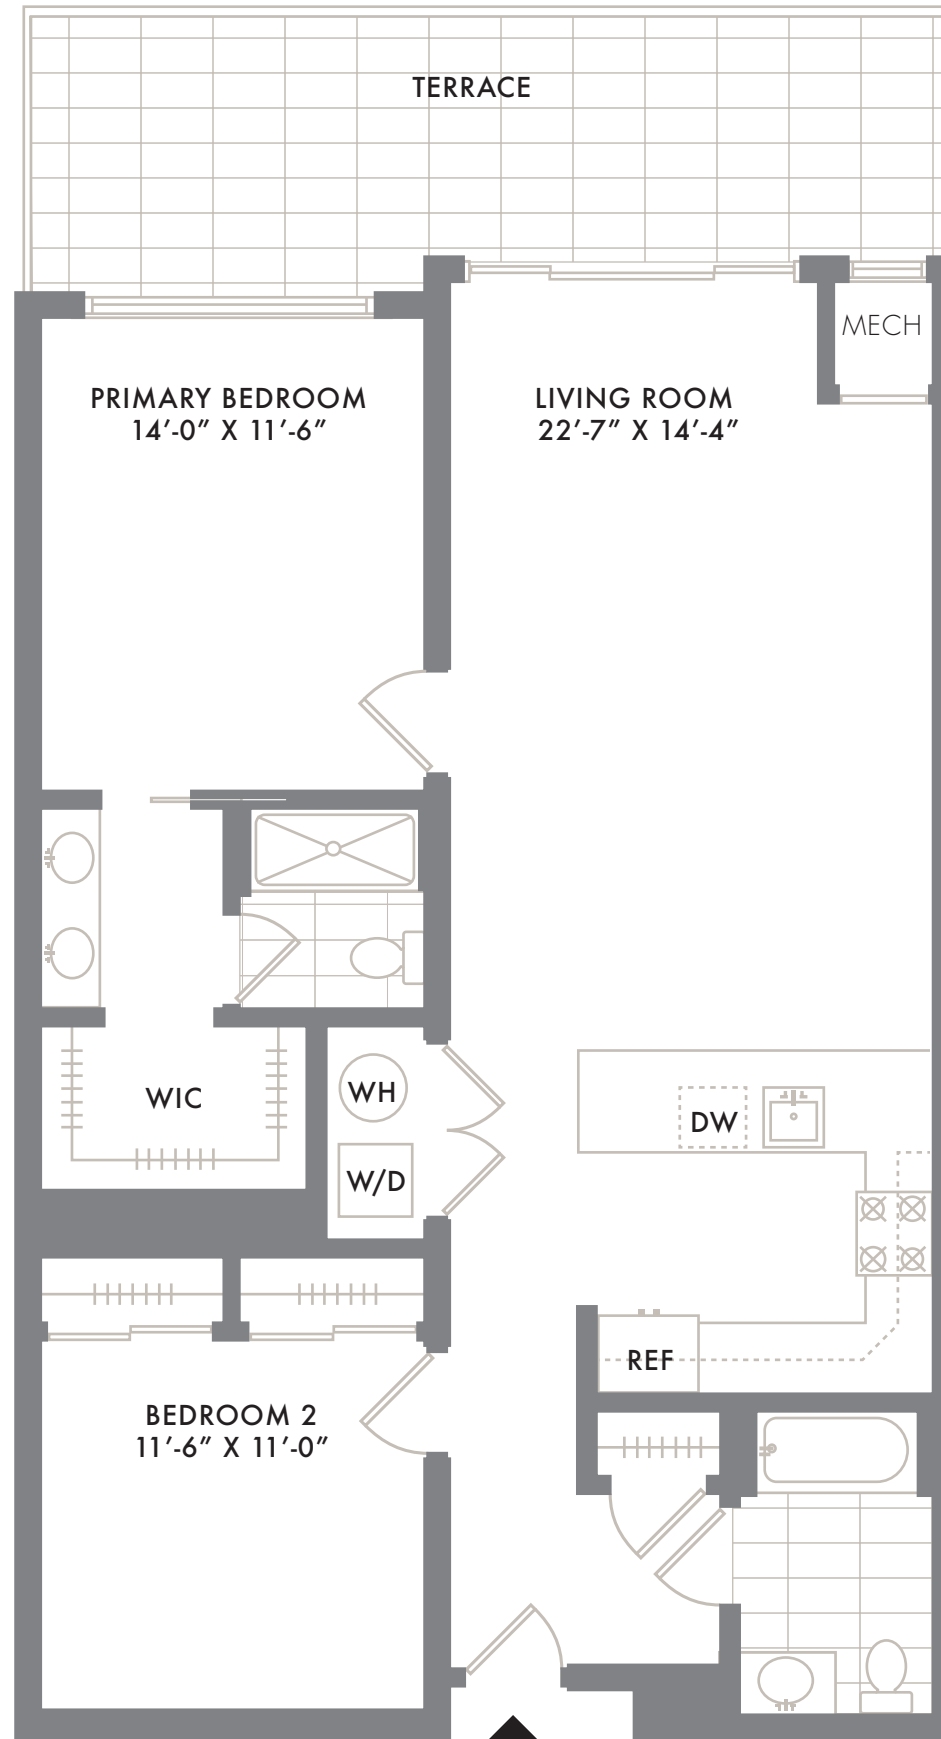 TERRACE
MECH
PRIMARY BEDROOM
14′-0″ X 11′-6″
LIVING ROOM
22′-7″ X 14′-4″
WIC
WH
W/D
DW
REF
BEDROOM 2
11′-6″ X 11′-0″